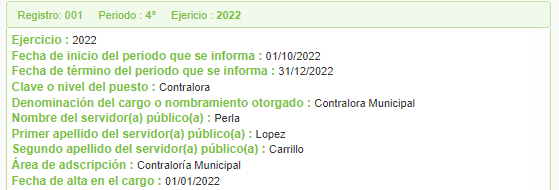 Registro: 001 Periodo : 4º Ejericio : 2022
Ejercicio : 2022
Fecha de inicio del periodo que se informa : 01/10/2022
Fecha de término del periodo que se informa : 31/12/2022
Clave o nivel del puesto : Contralora
Denominación del cargo o nombramiento otorgado : Contralora Municipal
Nombre del servidor(a) público(a) : Perla
Primer apellido del servidor(a) público(a) : Lopez
Segundo apellido del servidor(a) público(a) : Carrillo
Área de adscripción : Contraloría Municipal
Fecha de alta en el cargo : 01/01/2022